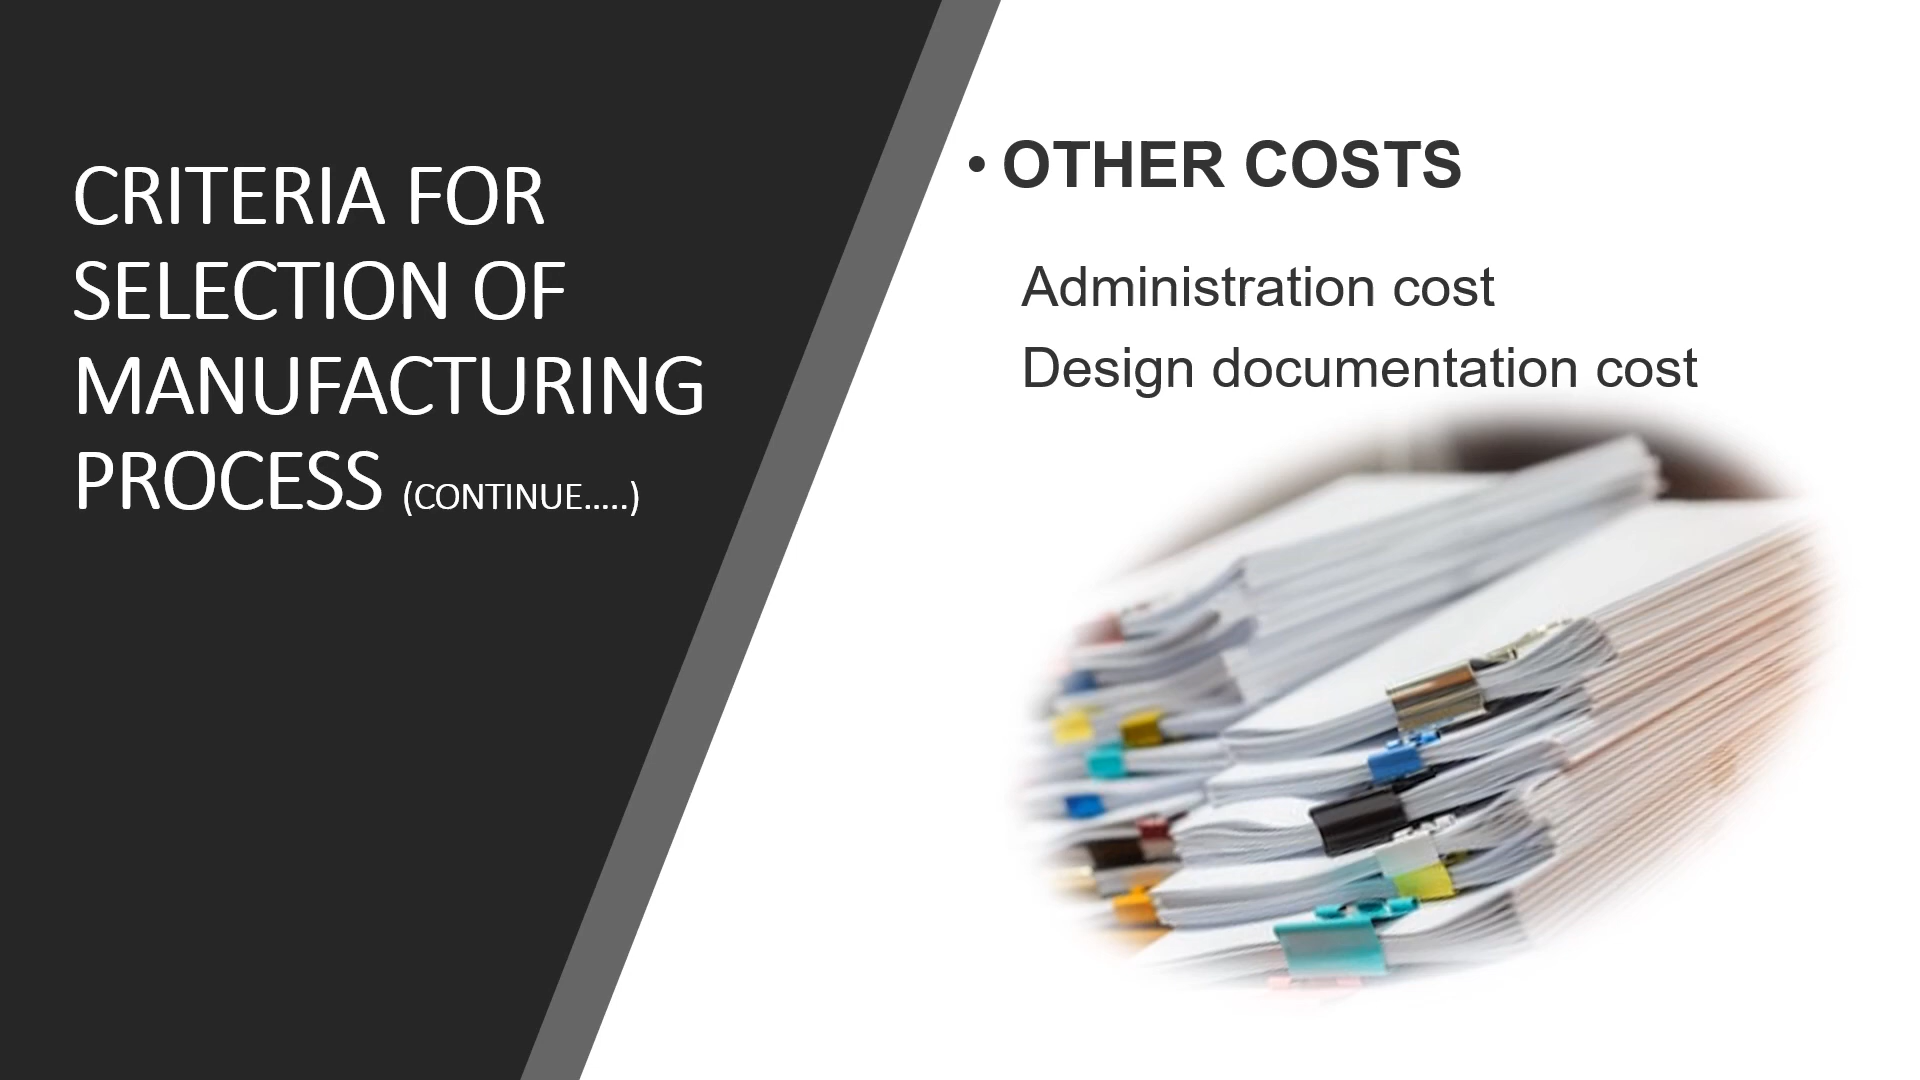 CRITERIA FOR
SELECTION OF
MANUFACTURING
PROCESS (CONTINUE.....)
• OTHER COSTS
Administration cost
Design documentation cost